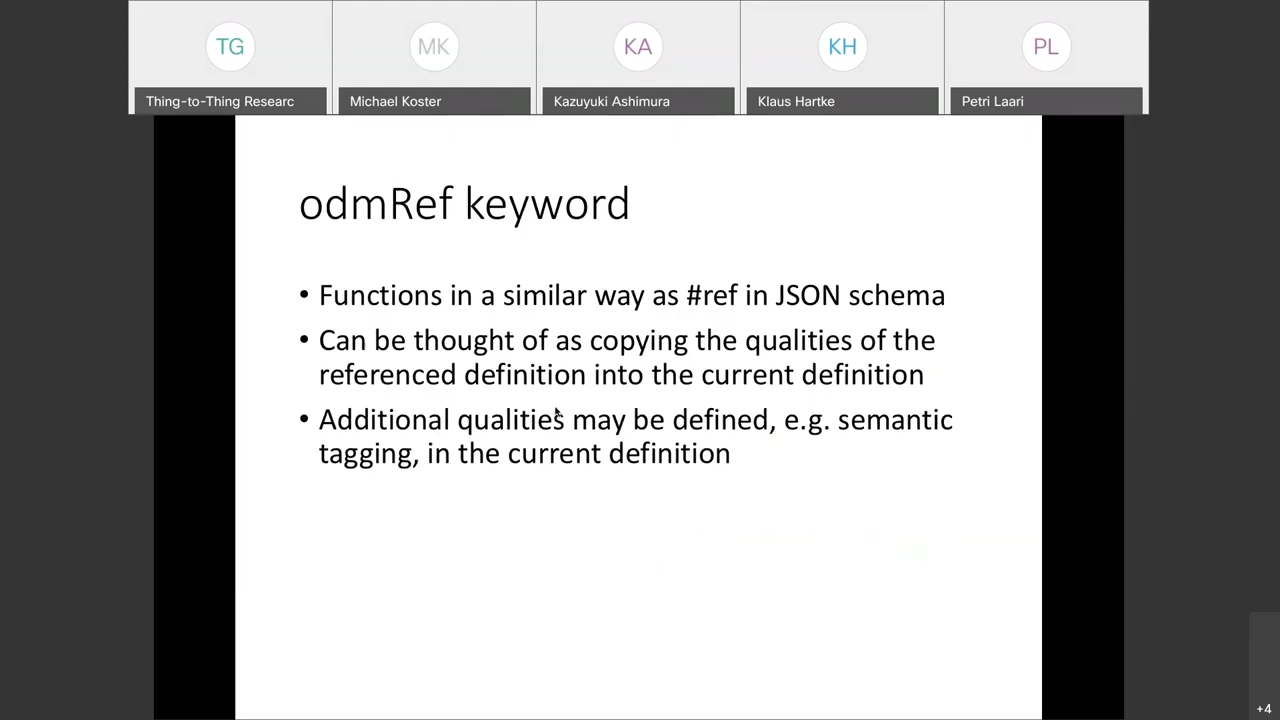 TG
MK
KA
KH
PL
Thing-to-Thing Researc
Michael Koster
Kazuyuki Ashimura
Klaus Hartke
Petri Laari
odmRef keyword
• Functions in a similar way as #ref in JSON schema
• Can be thought of as copying the qualities of the
referenced definition into the current definition
• Additional qualities may be defined, e.g. semantic
tagging, in the current definition
+4